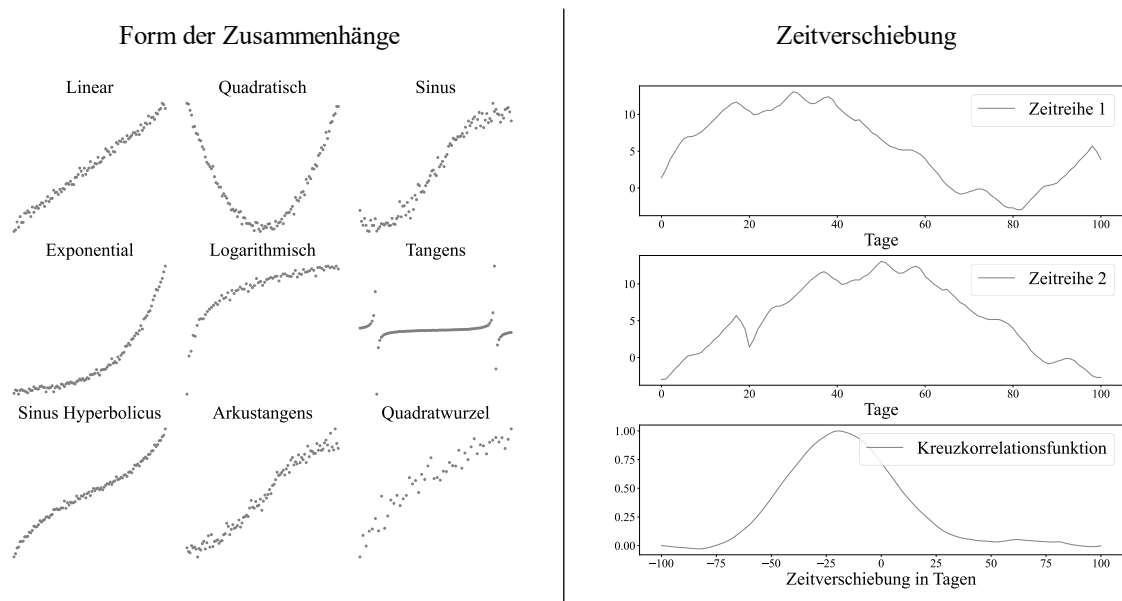 Form der Zusammenhänge
Linear Quadratisch Sinus
Exponential Logarithmisch Tangens
Sinus Hyperbolicus Arkustangens Quadratwurzel
Zeitverschiebung
10
5
0
Zeitreihe 1
0 20 40 60 80 100
Tage
10
5
0
Zeitreihe 2
0 20 40 60 80 100
Tage
1.00
0.75
0.50
0.25
0.00
Kreuzkorrelationsfunktion
−100 −75 −50 −25 0 25 50 75 100
Zeitverschiebung in Tagen